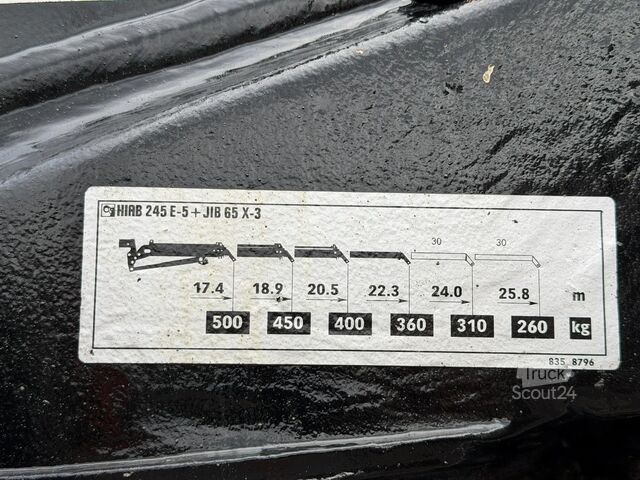 HIAB 245 E-5 + JIB 65 X-3
30 30
17.4 18.9 20.5 22.3 24.0 25.8 m
500 450 400 360 310 260 kg
835 8796
Truck
Scout24